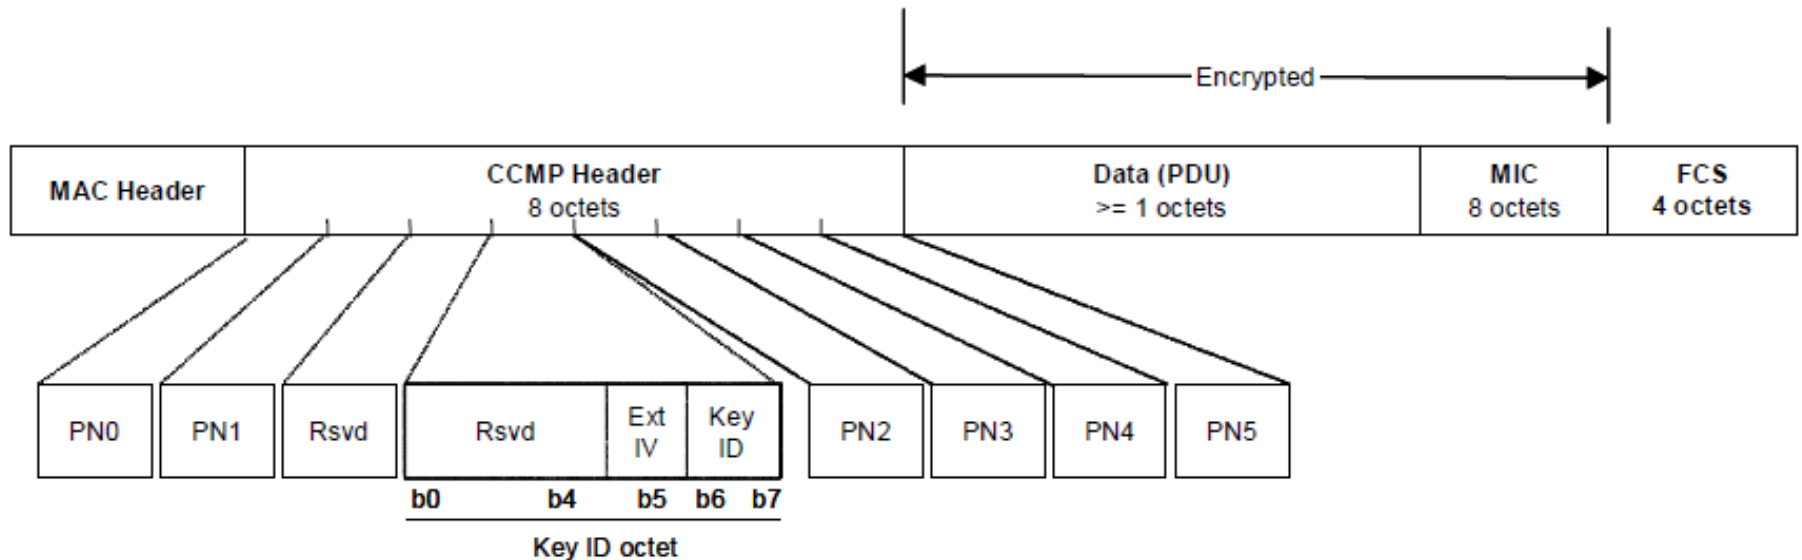 Encrypted
MAC Header
CCMP Header
8 octets
Data (PDU)
>= 1 octets
MIC
8 octets
FCS
4 octets
PN0
PN1
Rsvd
Rsvd
Ext
IV
Key
ID
PN2
PN3
PN4
PN5
b0 b4 b5 b6 b7
Key ID octet